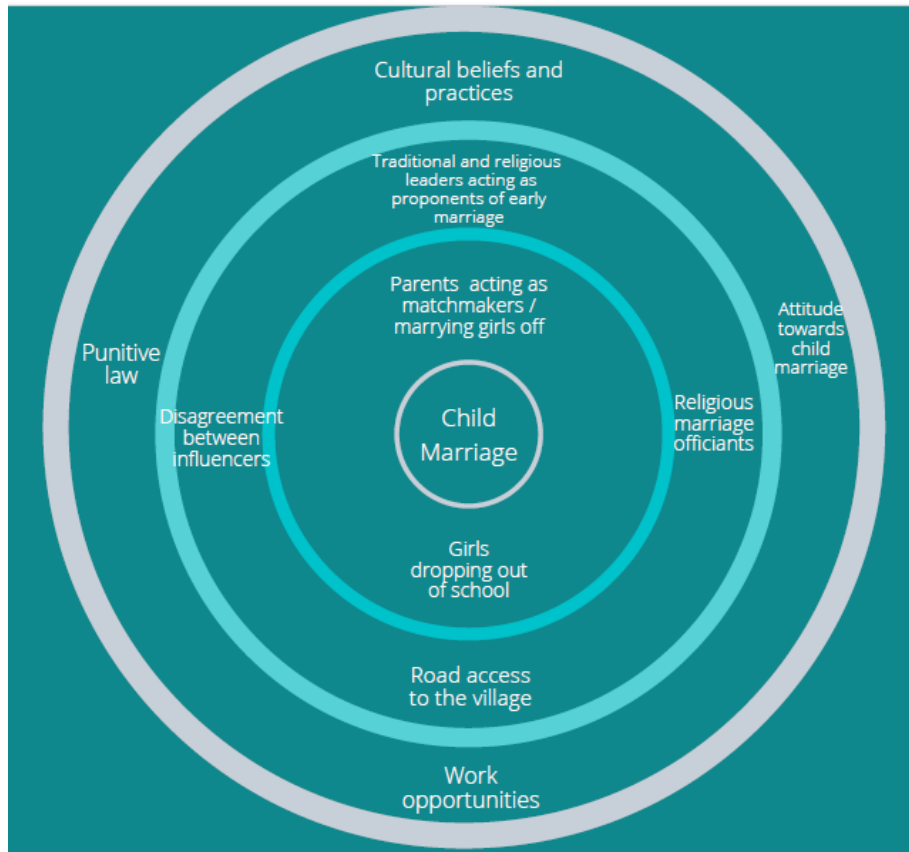 Cultural beliefs and
practices
Traditional and religious
leaders acting as
proponents of early
marriage
Parents acting as
matchmakers /
marrying girls off
Attitude
towards
child
marriage
Punitive
law
Disagreement
between
influencers
Child
Marriage
Religious
marriage
officiants
Girls
dropping out
of school
Road access
to the village
Work
opportunities